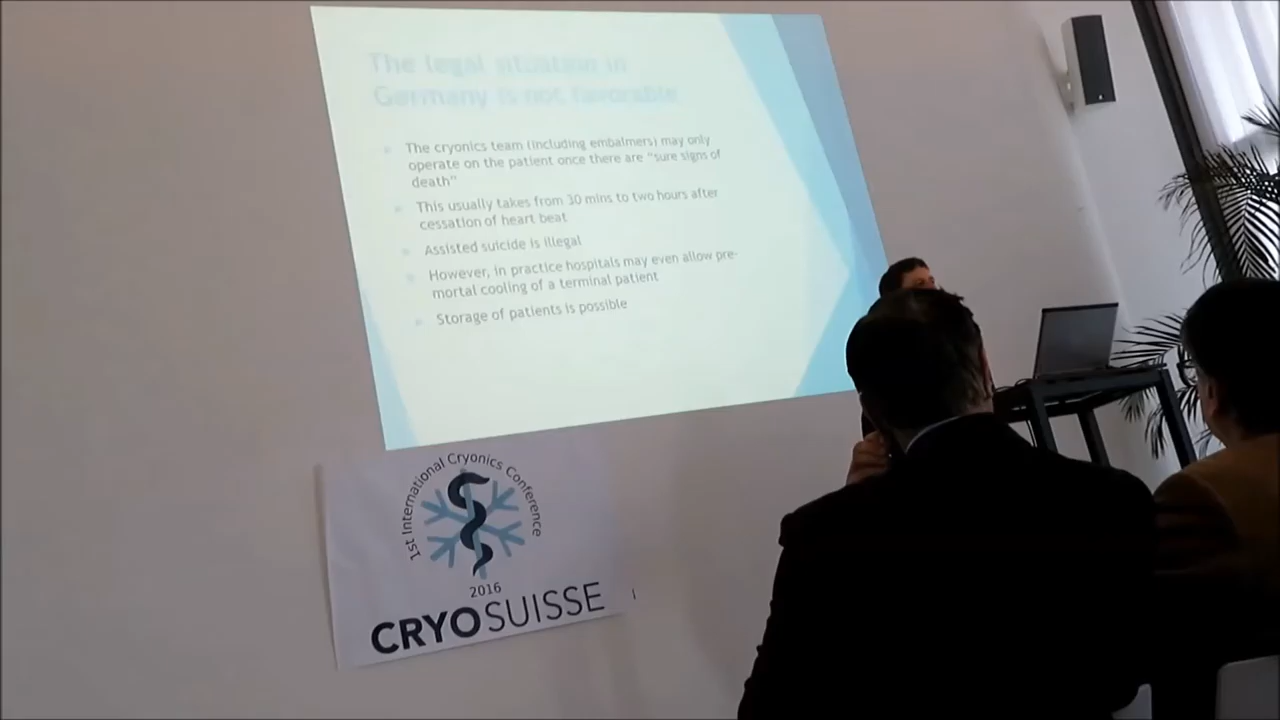 The legal situation in
Germany is not favorable
The cryonics team (including embalmers) may only
operate on the patient once there are “sure signs of
death”
This usually takes from 30 mins to two hours after
cessation of heart beat
Assisted suicide is illegal
However, in practice hospitals may even allow pre-
mortal cooling of a terminal patient
Storage of patients is possible
1st International Cryonics Conference
2016
CRYOSUISSE